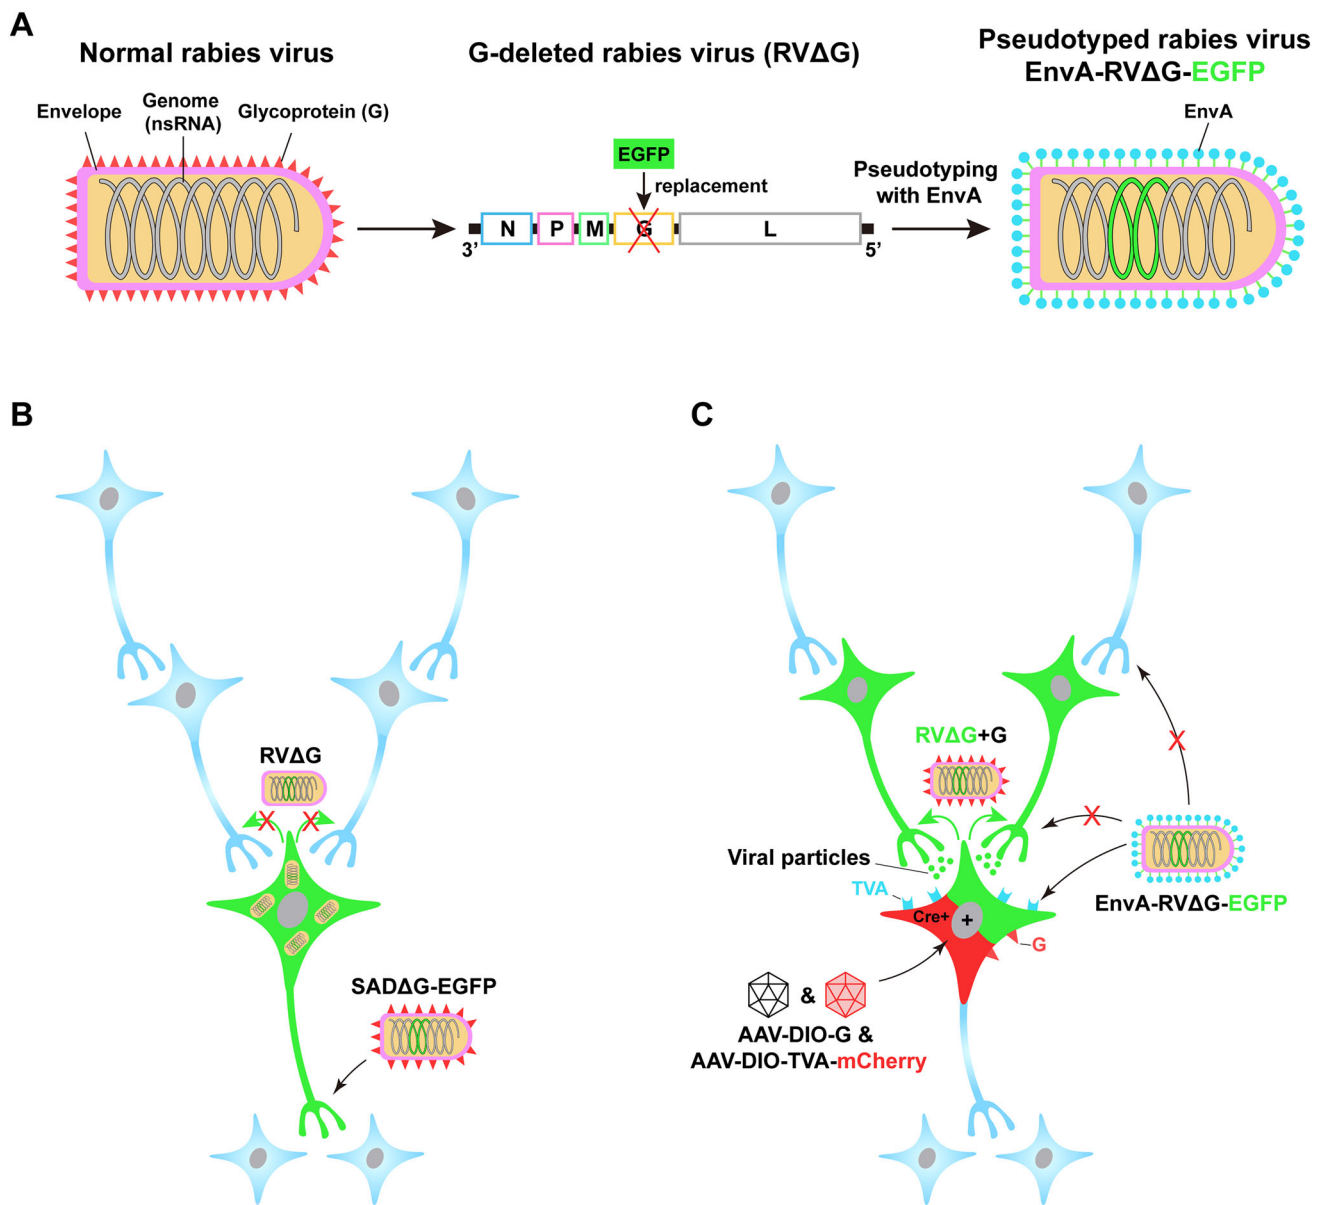 A
Normal rabies virus
Envelope
Genome
(nsRNA)
Glycoprotein (G)
G-deleted rabies virus (RVΔG)
EGFP
replacement
3’
N
P
M
G
L
5’
Pseudotyping
with EnvA
Pseudotyped rabies virus
EnvA-RVΔG-EGFP
EnvA
B
RVΔG
SADΔG-EGFP
C
RVΔG+G
Viral particles
TVA
Cre+
+
G
EnvA-RVΔG-EGFP
&
AAV-DIO-G &
AAV-DIO-TVA-mCherry